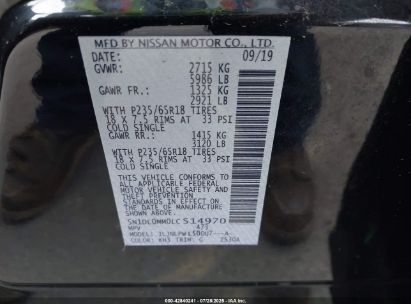 MFD BY NISSAN MOTOR CO., LTD.
DATE: 09/19
GVWR: 2715 KG
5986 LB
GAWR FR.: 1325 KG
2921 LB
WITH P235/65R18 TIRES
18 X 7.5 RIMS AT 33 PSI
COLD SINGLE
GAWR RR.: 1415 KG
3120 LB
WITH P235/65R18 TIRES
18 X 7.5 RIMS AT 33 PSI
COLD SINGLE
THIS VEHICLE CONFORMS TO
ALL APPLICABLE FEDERAL
MOTOR VEHICLE SAFETY AND
THEFT PREVENTION STANDARDS
IN EFFECT ON THE DATE OF
MANUFACTURE SHOWN ABOVE.
5N1DL0MM0LC514970
MPV 473
MODEL:
COLOR: KH3 TRIM: G